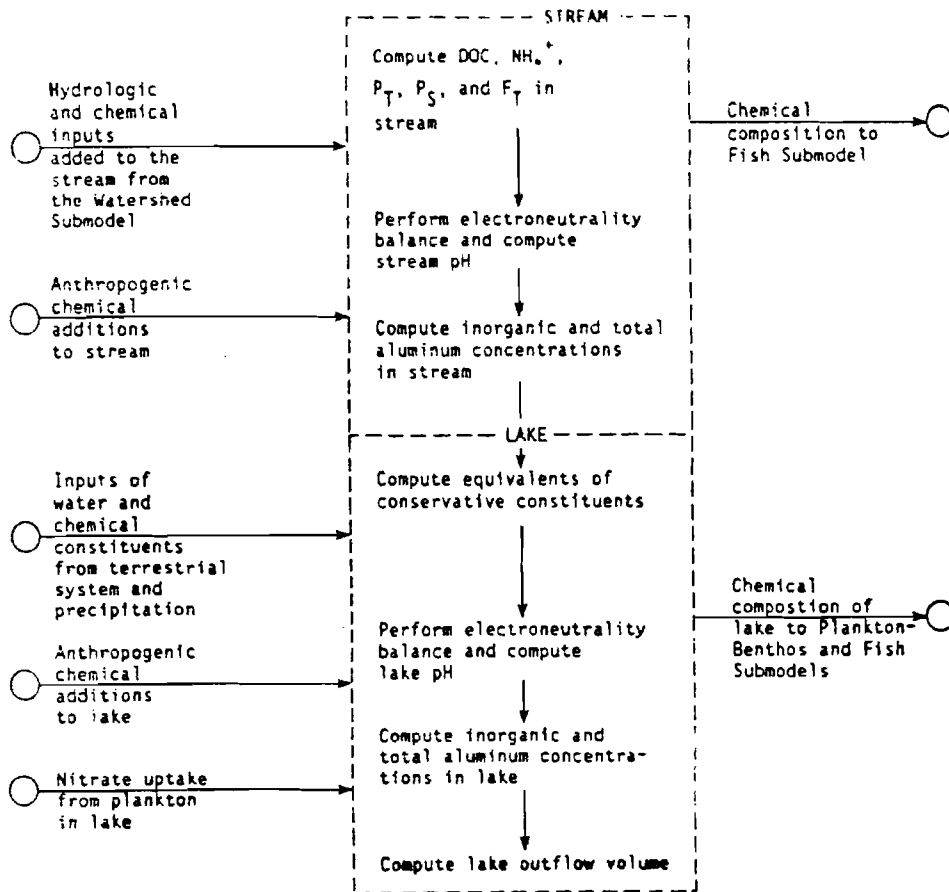 STREAM
Compute DOC, NH₄⁺,
P_T, P_S, and F_T in
stream
Hydrologic
and chemical
inputs
added to the
stream from
the Watershed
Submodel
Chemical
composition to
Fish Submodel
Perform electroneutrality
balance and compute
stream pH
Anthropogenic
chemical
additions
to stream
Compute inorganic and total
aluminum concentrations
in stream
LAKE
Compute equivalents of
conservative constituents
Inputs of
water and
chemical
constituents
from terrestrial
system and
precipitation
Chemical
compostion of
lake to Plankton-
Benthos and Fish
Submodels
Perform electroneutrality
balance and compute
lake pH
Anthropogenic
chemical
additions
to lake
Compute inorganic and
total aluminum concentra-
tions in lake
Nitrate uptake
from plankton
in lake
Compute lake outflow volume